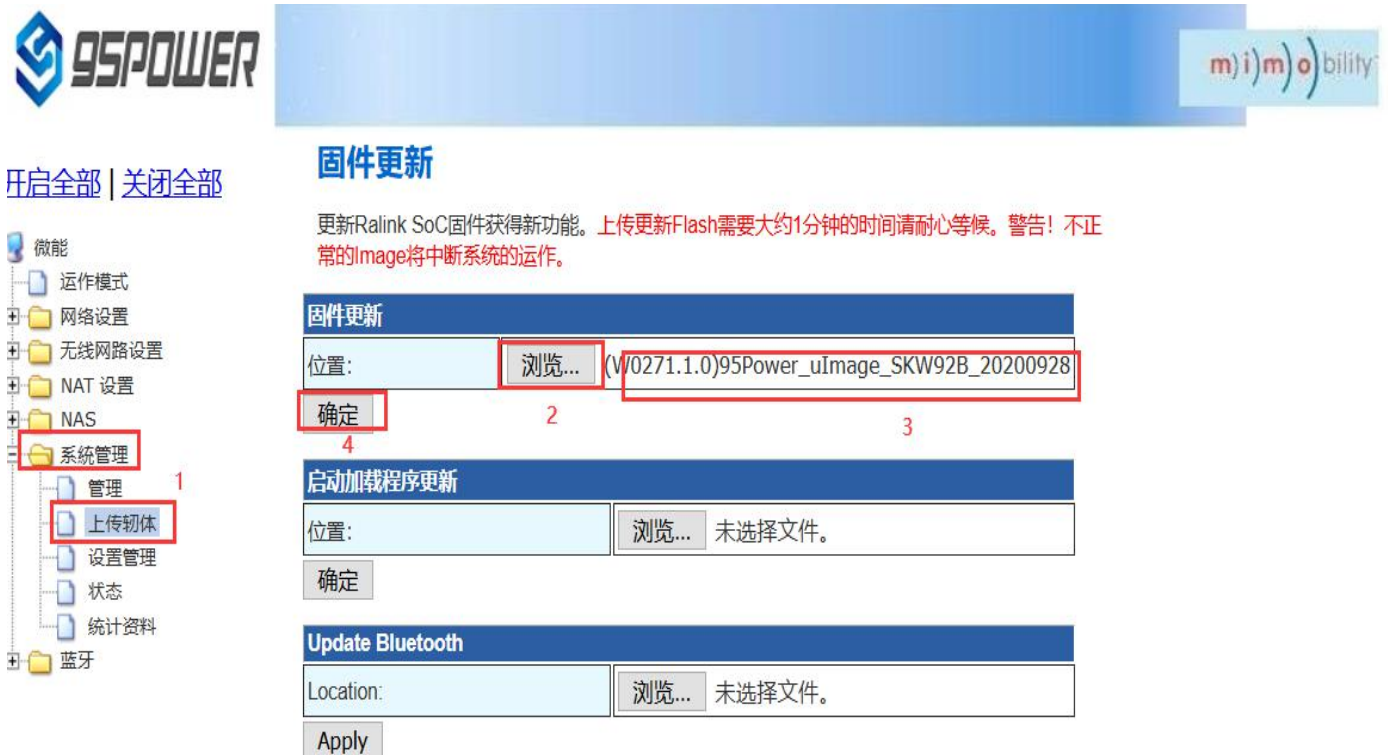 95POWER
m)i)m)o)bility
开启全部 | 关闭全部
微能
运作模式
网络设置
无线网路设置
NAT 设置
NAS
系统管理
1
管理
上传轫体
设置管理
状态
统计资料
蓝牙
固件更新
更新Ralink SoC固件获得新功能。上传更新Flash需要大约1分钟的时间请耐心等候。警告！不正
常的Image将中断系统的运作。
固件更新
位置: 浏览... (W0271.1.0)95Power_uImage_SKW92B_20200928
确定
2
3
4
启动加载程序更新
位置: 浏览... 未选择文件。
确定
Update Bluetooth
Location: 浏览... 未选择文件。
Apply